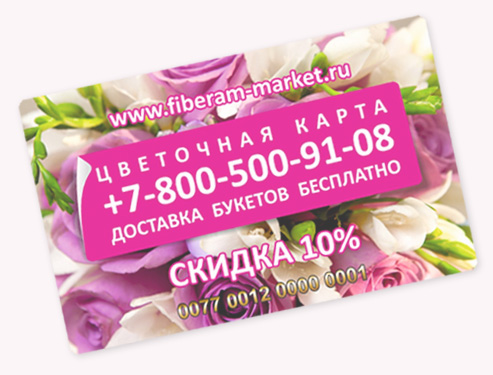 www.fiberam-market.ru
ЦВЕТОЧНАЯ КАРТА
+7-800-500-91-08
ДОСТАВКА БУКЕТОВ БЕСПЛАТНО
СКИДКА 10%
0077 0012 0000 0001